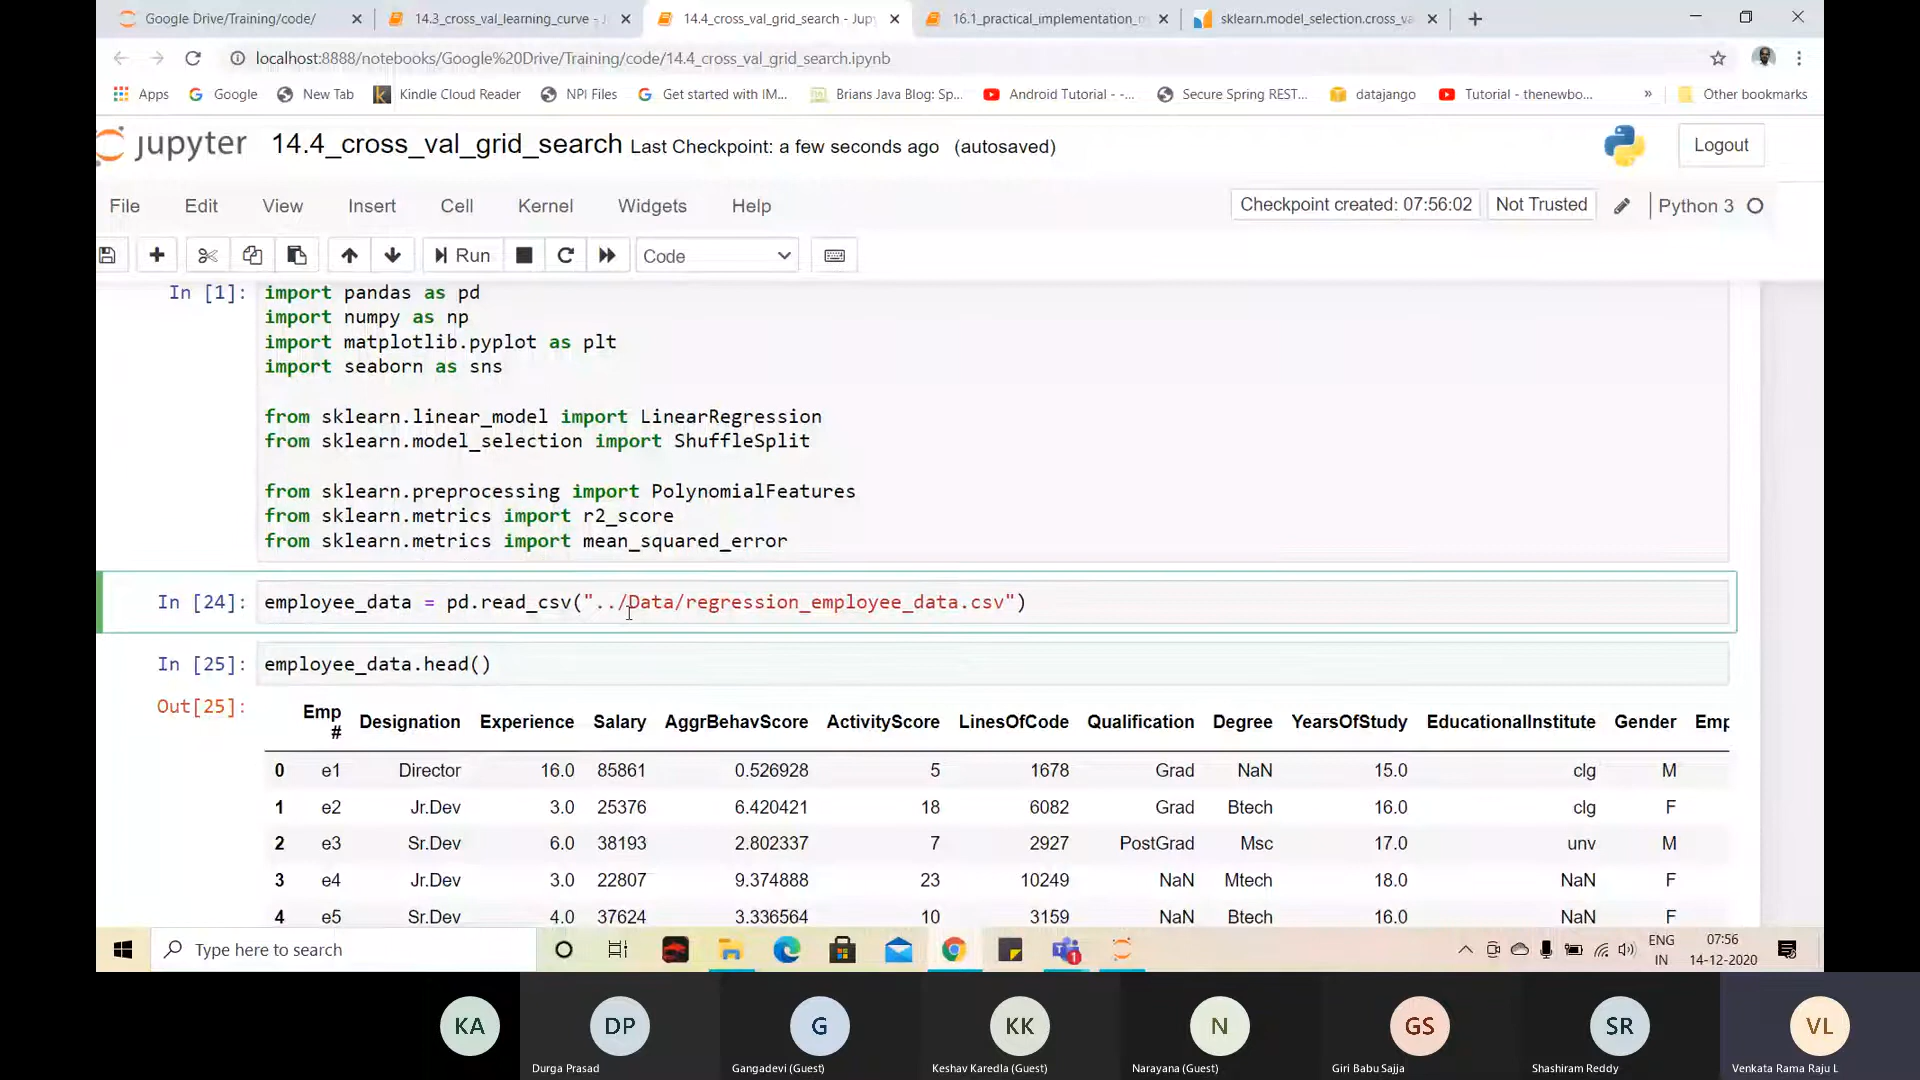 Google Drive/Training/code/
14.3_cross_val_learning_curve -
14.4_cross_val_grid_search - Jup
16.1_practical_implementation_
sklearn.model_selection.cross_va
localhost:8888/notebooks/Google%20Drive/Training/code/14.4_cross_val_grid_search.ipynb
Apps Google New Tab Kindle Cloud Reader NPI Files Get started with IM... Brians Java Blog: Sp... Android Tutorial - -... Secure Spring REST... datajango Tutorial - thenewbo... » Other bookmarks
jupyter 14.4_cross_val_grid_search Last Checkpoint: a few seconds ago (autosaved) Logout
File Edit View Insert Cell Kernel Widgets Help Checkpoint created: 07:56:02 Not Trusted Python 3
Run Code
In [1]: import pandas as pd
import numpy as np
import matplotlib.pyplot as plt
import seaborn as sns
from sklearn.linear_model import LinearRegression
from sklearn.model_selection import ShuffleSplit
from sklearn.preprocessing import PolynomialFeatures
from sklearn.metrics import r2_score
from sklearn.metrics import mean_squared_error
In [24]: employee_data = pd.read_csv("../Data/regression_employee_data.csv")
In [25]: employee_data.head()
Out[25]:
Emp # Designation Experience Salary AggrBehavScore ActivityScore LinesOfCode Qualification Degree YearsOfStudy EducationalInstitute Gender Emp
0 e1 Director 16.0 85861 0.526928 5 1678 Grad NaN 15.0 clg M
1 e2 Jr.Dev 3.0 25376 6.420421 18 6082 Grad Btech 16.0 clg F
2 e3 Sr.Dev 6.0 38193 2.802337 7 2927 PostGrad Msc 17.0 unv M
3 e4 Jr.Dev 3.0 22807 9.374888 23 10249 NaN Mtech 18.0 NaN F
4 e5 Sr.Dev 4.0 37624 3.336564 10 3159 NaN Btech 16.0 NaN F
Type here to search
1
ENG IN
07:56
14-12-2020
KA DP G KK N GS SR VL
Durga Prasad Gangadevi (Guest) Keshav Karedla (Guest) Narayana (Guest) Giri Babu Sajja Shashiram Reddy Venkata Rama Raju L